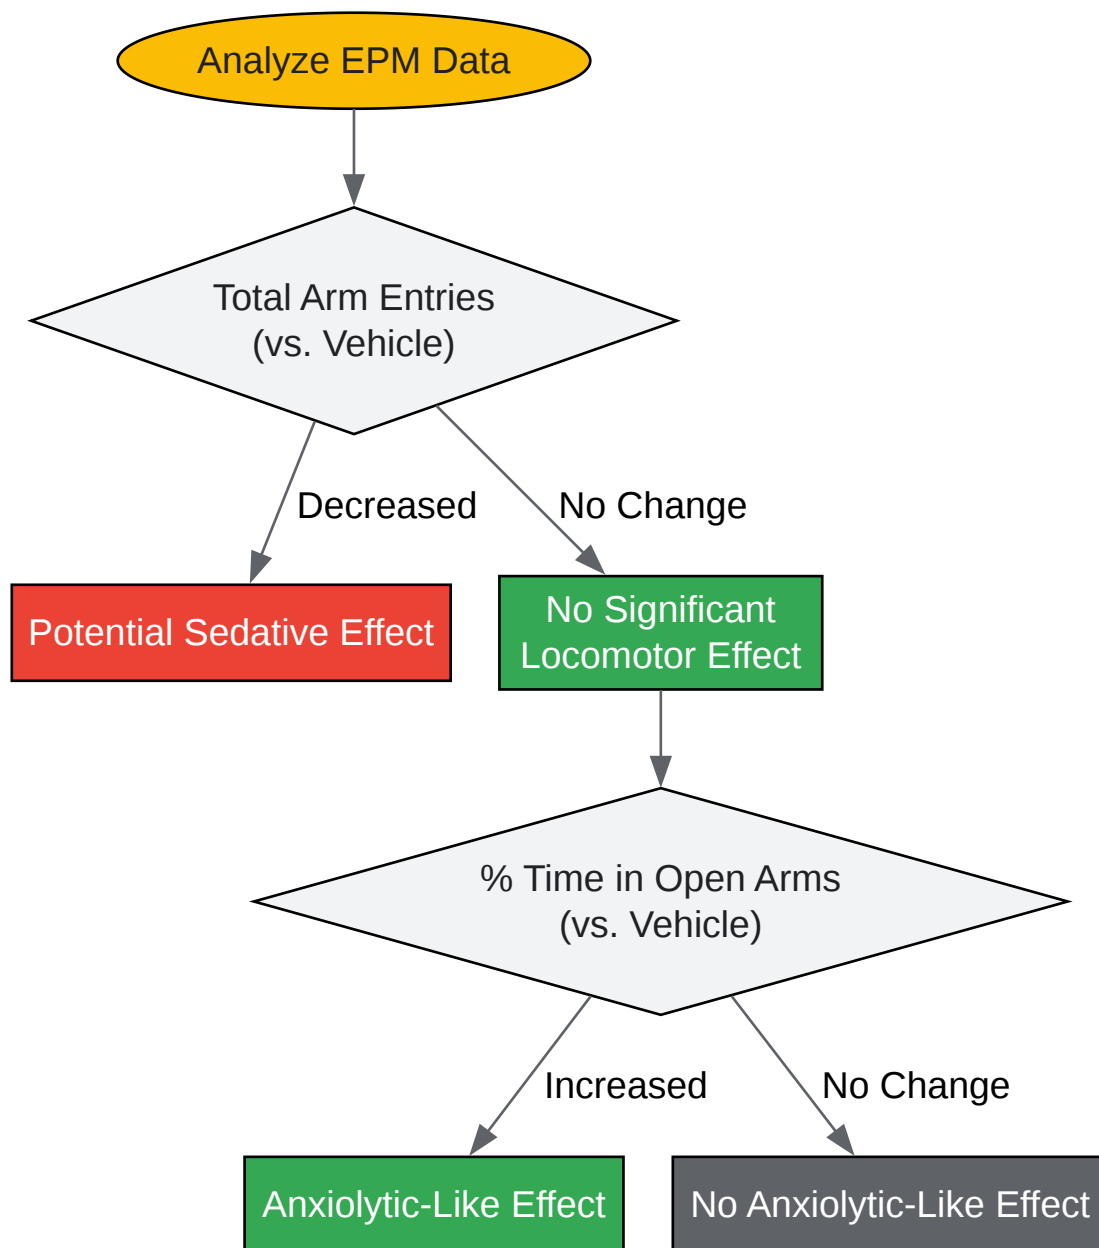 Analyze EPM Data
Total Arm Entries
(vs. Vehicle)
Decreased
No Change
Potential Sedative Effect
No Significant
Locomotor Effect
% Time in Open Arms
(vs. Vehicle)
Increased
No Change
Anxiolytic-Like Effect
No Anxiolytic-Like Effect